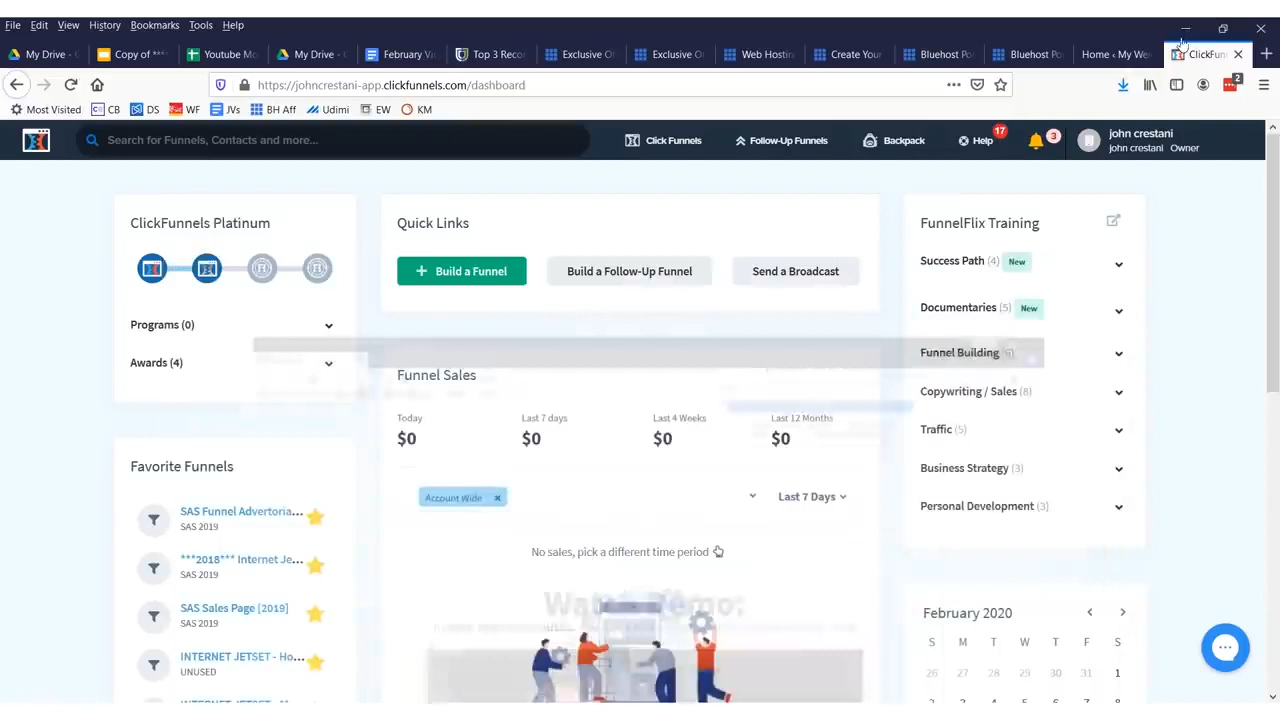 File Edit View History Bookmarks Tools Help
My Drive - Copy of *** Youtube Mo My Drive - February Vi Top 3 Reco Exclusive O Exclusive O Web Hostin Create Your Bluehost Po Bluehost Po Home ‹ My We ClickFun
https://johncrestani-app.clickfunnels.com/dashboard
2
Most Visited CB DS WF JVs BH Aff Udimi EW KM
Search for Funnels, Contacts and more...
Click Funnels Follow-Up Funnels Backpack Help 17 3 john crestani
john crestani Owner
ClickFunnels Platinum
Programs (0)
Awards (4)
Quick Links
+ Build a Funnel Build a Follow-Up Funnel Send a Broadcast
FunnelFlix Training
Success Path (4) New
Documentaries (5) New
Funnel Building
Copywriting / Sales (8)
Traffic (5)
Business Strategy (3)
Personal Development (3)
Funnel Sales
Today Last 7 days Last 4 Weeks Last 12 Months
$0 $0 $0 $0
Account Wide × Last 7 Days
No sales, pick a different time period
Favorite Funnels
SAS Funnel Advertoria...
SAS 2019
***2018*** Internet Je...
SAS 2019
SAS Sales Page [2019]
SAS 2019
INTERNET JETSET - Ho...
UNUSED
February 2020
S M T W T F S
26 27 28 29 30 31 1